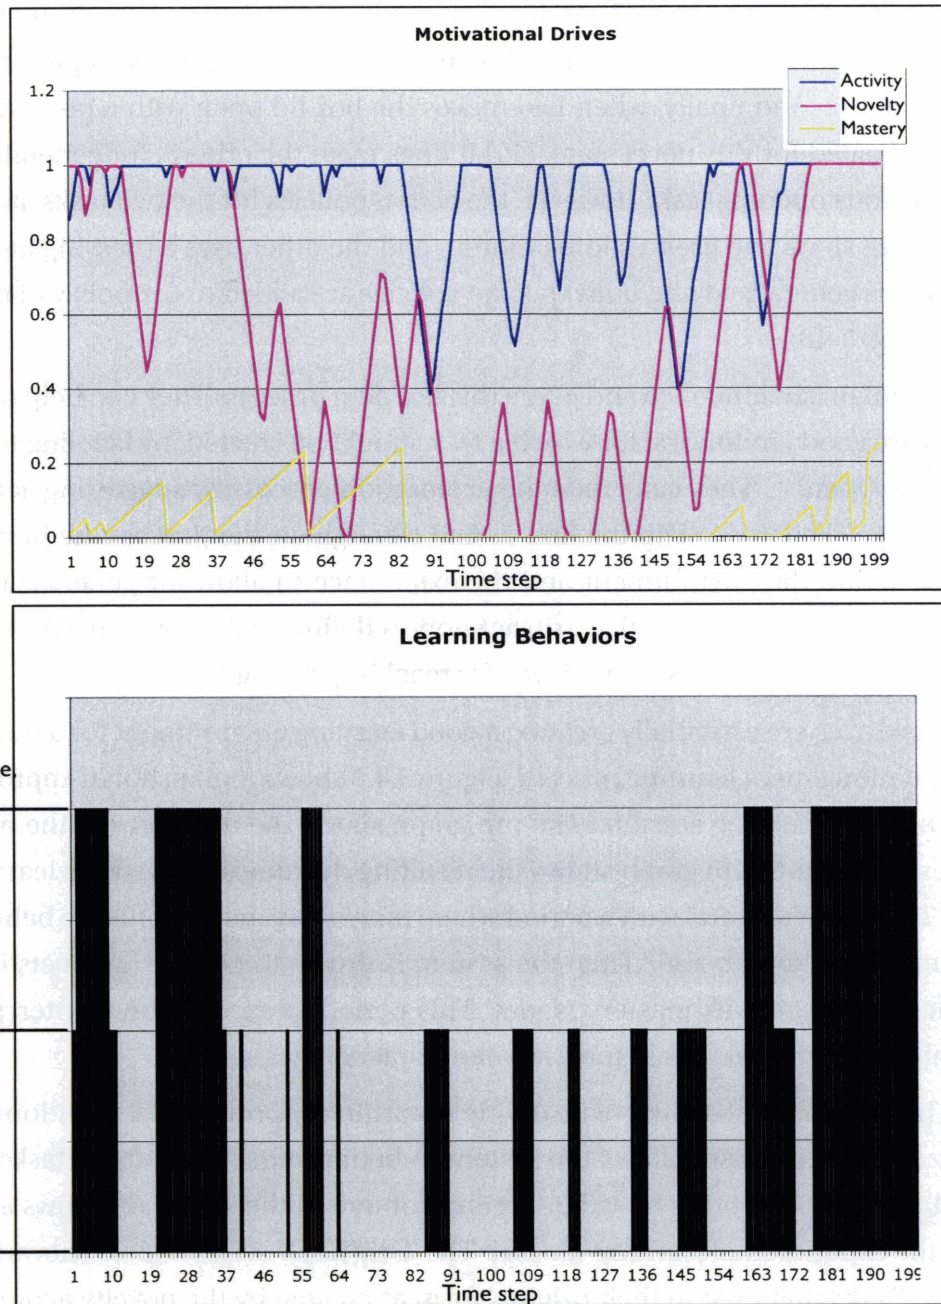 Motivational Drives
Activity
Novelty
Mastery
1.2
1
0.8
0.6
0.4
0.2
0
1 10 19 28 37 46 55 64 73 82 91 100 109 118 127 136 145 154 163 172 181 190 199
Time step
Learning Behaviors
e
1 10 19 28 37 46 55 64 73 82 91 100 109 118 127 136 145 154 163 172 181 190 199
Time step